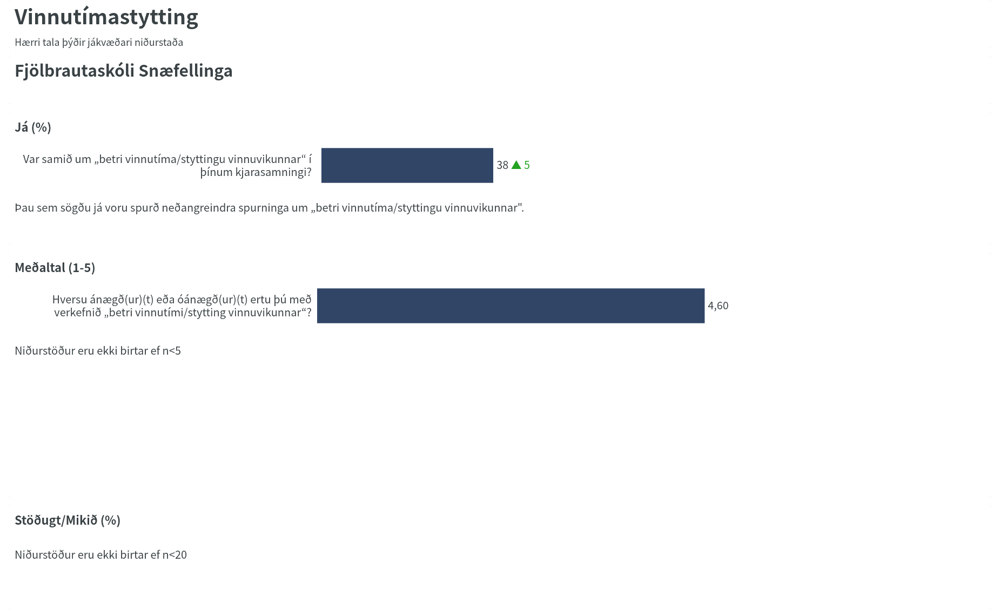 Vinnutímastytting
Hærri tala þýðir jákvæðari niðurstaða
Fjölbrautaskóli Snæfellinga
Já (%)
Var samið um „betri vinnutíma/styttingu vinnuvikunnar“ í
þínum kjarasamningi?
38 ▲ 5
Þau sem sögðu já voru spurð neðangreindra spurninga um „betri vinnutíma/styttingu vinnuvikunnar".
Meðaltal (1-5)
Hversu ánægð(ur)(t) eða óánægð(ur)(t) ertu þú með
verkefnið „betri vinnutími/stytting vinnuvikunnar“?
4,60
Niðurstöður eru ekki birtar ef n<5
Stöðugt/Mikið (%)
Niðurstöður eru ekki birtar ef n<20